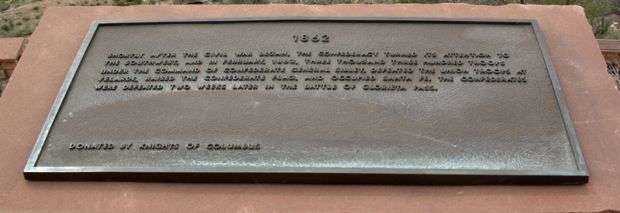 1862
SHORTLY AFTER THE CIVIL WAR BEGAN, THE CONFEDERACY TURNED ITS ATTENTION TO
THE SOUTHWEST, AND IN FEBRUARY, 1862, THREE THOUSAND THREE HUNDRED TROOPS
UNDER THE COMMAND OF CONFEDERATE GENERAL SIBLEY, DEFEATED THE UNION TROOPS AT
PERALTA, RAISED THE CONFEDERATE FLAG, AND OCCUPIED SANTA FE, THE CONFEDERATES
WERE DEFEATED TWO WEEKS LATER IN THE BATTLE OF GLORIETA PASS.
DONATED BY KNIGHTS OF COLUMBUS